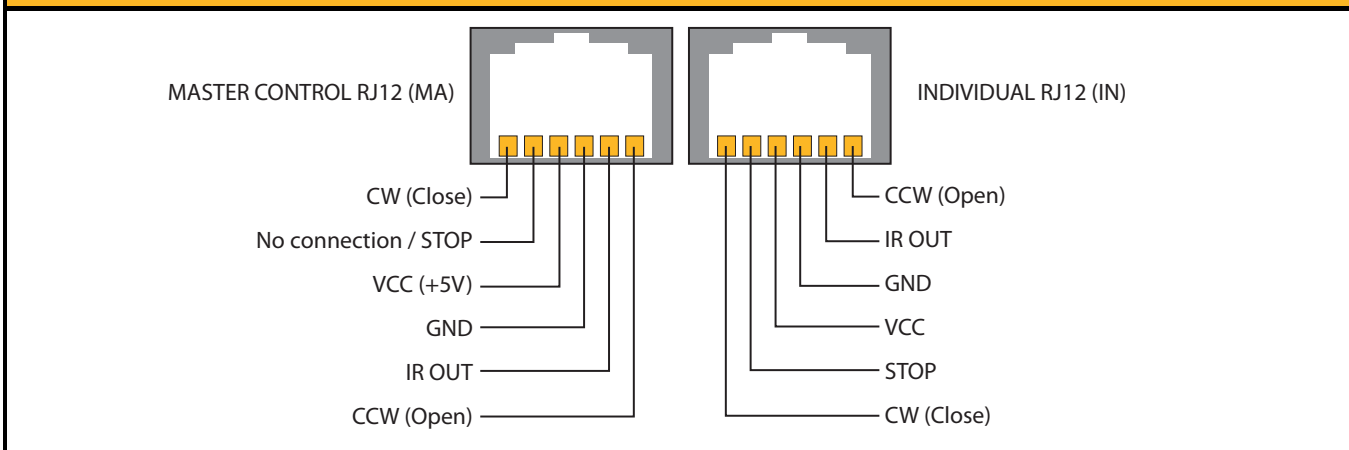 MASTER CONTROL RJ12 (MA)
INDIVIDUAL RJ12 (IN)
CW (Close)
No connection / STOP
VCC (+5V)
GND
IR OUT
CCW (Open)
CCW (Open)
IR OUT
GND
VCC
STOP
CW (Close)